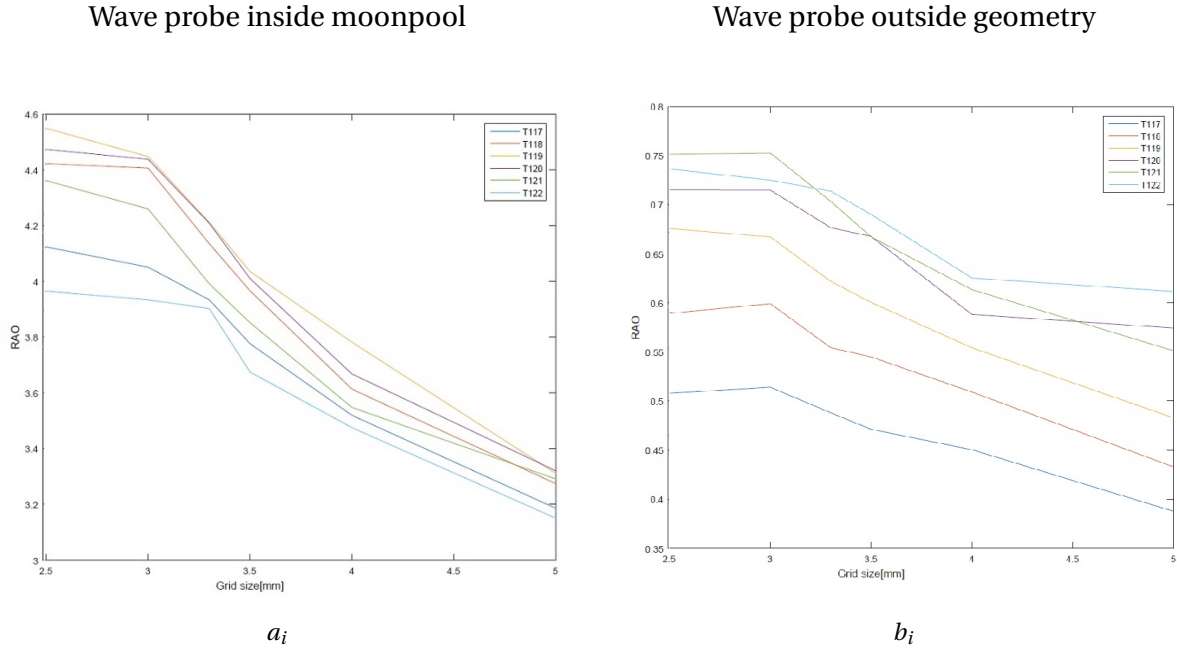 Wave probe inside moonpool
Wave probe outside geometry
4.6
4.4
4.2
4
3.8
3.6
3.4
3.2
3
RAO
2.5
3
3.5
4
4.5
5
Grid size[mm]
T117
T118
T119
T120
T121
T122
a_i
0.8
0.75
0.7
0.65
0.6
0.55
0.5
0.45
0.4
0.35
RAO
2.5
3
3.5
4
4.5
5
Grid size[mm]
T117
T118
T119
T120
T121
T122
b_i